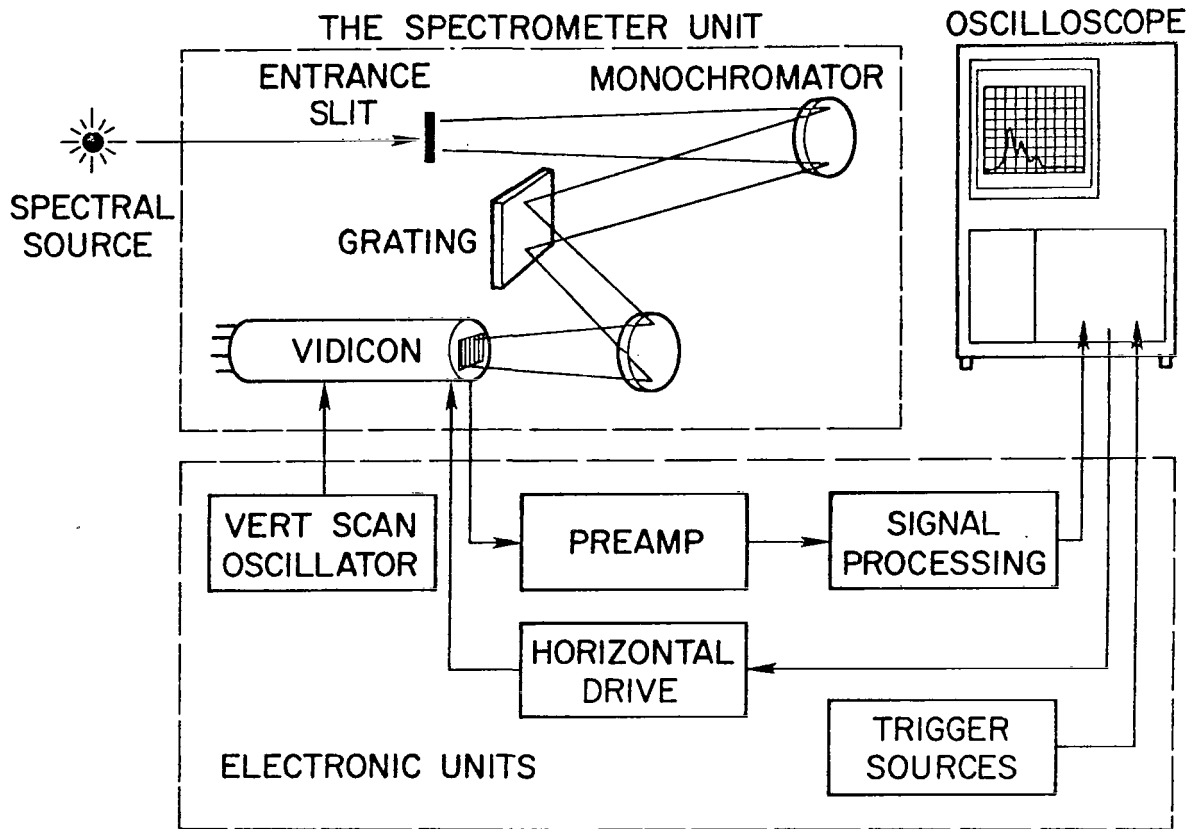 THE SPECTROMETER UNIT
OSCILLOSCOPE
ENTRANCE
SLIT
MONOCHROMATOR
SPECTRAL
SOURCE
GRATING
VIDICON
VERT SCAN
OSCILLATOR
PREAMP
SIGNAL
PROCESSING
HORIZONTAL
DRIVE
TRIGGER
SOURCES
ELECTRONIC UNITS